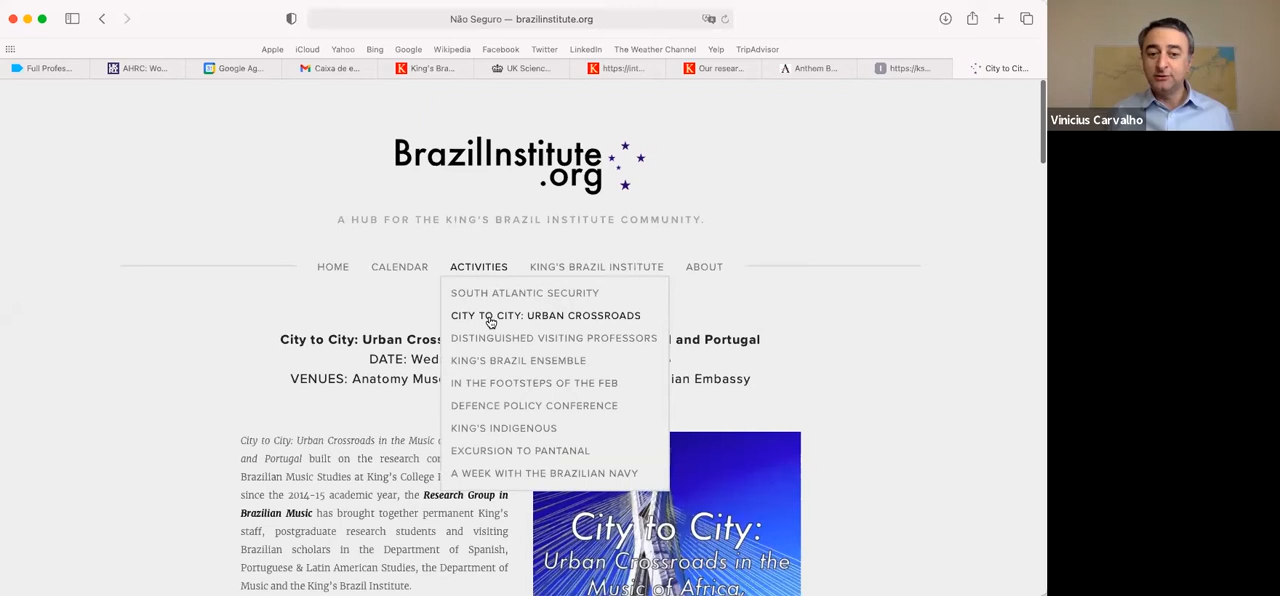 Não Seguro — brazilinstitute.org
Apple iCloud Yahoo Bing Google Wikipedia Facebook Twitter LinkedIn The Weather Channel Yelp TripAdvisor
Full Profes... AHRC: Wo... Google Ag... Caixa de e... King's Bra... UK Scienc... https://int... Our resear... Anthem B... https://ks... City to Cit...
Vinicius Carvalho
BrazilInstitute
.org
A HUB FOR THE KING'S BRAZIL INSTITUTE COMMUNITY.
HOME CALENDAR ACTIVITIES KING'S BRAZIL INSTITUTE ABOUT
SOUTH ATLANTIC SECURITY
CITY TO CITY: URBAN CROSSROADS
DISTINGUISHED VISITING PROFESSORS
KING'S BRAZIL ENSEMBLE
IN THE FOOTSTEPS OF THE FEB
DEFENCE POLICY CONFERENCE
KING'S INDIGENOUS
EXCURSION TO PANTANAL
A WEEK WITH THE BRAZILIAN NAVY
City to City: Urban and Portugal
DATE:
VENUES: Anatomy Embassy
City to City: Urban Crossroads in the Music
and Portugal built on the research
Brazilian Music Studies at King's College
since the 2014-15 academic year, the Research Group in
Brazilian Music has brought together permanent King's
staff, postgraduate research students and visiting
Brazilian scholars in the Department of Spanish,
Portuguese & Latin American Studies, the Department of
Music and the King's Brazil Institute.
City to City:
Urban Crossroads in the
Music of Africa,